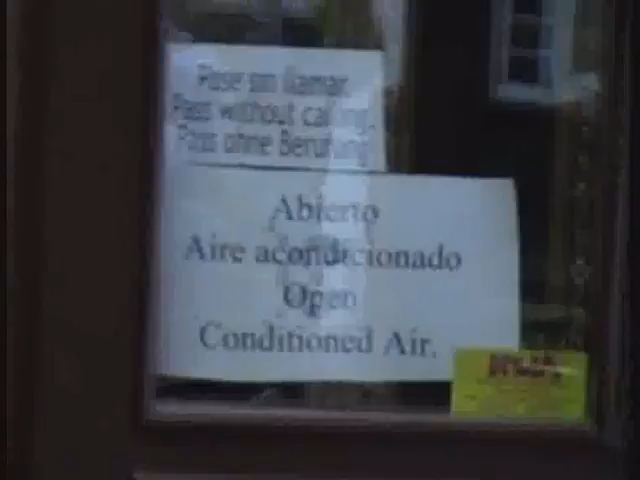 Pase sin llamar.
Pass without calling.
Pass ohne Berufung
Abierto
Aire acondicionado
Open
Conditioned Air.